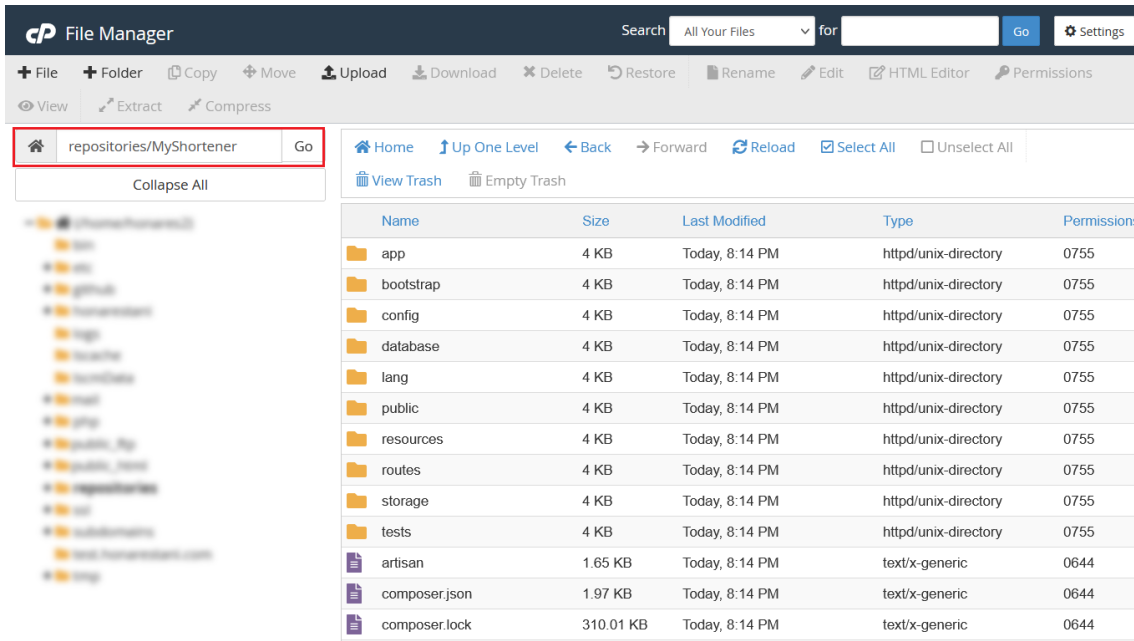 cP File Manager Search All Your Files for Go Settings
File Folder Copy Move Upload Download Delete Restore Rename Edit HTML Editor Permissions
View Extract Compress
repositories/MyShortener Go
Collapse All
Home Up One Level Back Forward Reload Select All Unselect All
View Trash Empty Trash
Name Size Last Modified Type Permissions
app 4 KB Today, 8:14 PM httpd/unix-directory 0755
bootstrap 4 KB Today, 8:14 PM httpd/unix-directory 0755
config 4 KB Today, 8:14 PM httpd/unix-directory 0755
database 4 KB Today, 8:14 PM httpd/unix-directory 0755
lang 4 KB Today, 8:14 PM httpd/unix-directory 0755
public 4 KB Today, 8:14 PM httpd/unix-directory 0755
resources 4 KB Today, 8:14 PM httpd/unix-directory 0755
routes 4 KB Today, 8:14 PM httpd/unix-directory 0755
storage 4 KB Today, 8:14 PM httpd/unix-directory 0755
tests 4 KB Today, 8:14 PM httpd/unix-directory 0755
artisan 1.65 KB Today, 8:14 PM text/x-generic 0644
composer.json 1.97 KB Today, 8:14 PM text/x-generic 0644
composer.lock 310.01 KB Today, 8:14 PM text/x-generic 0644